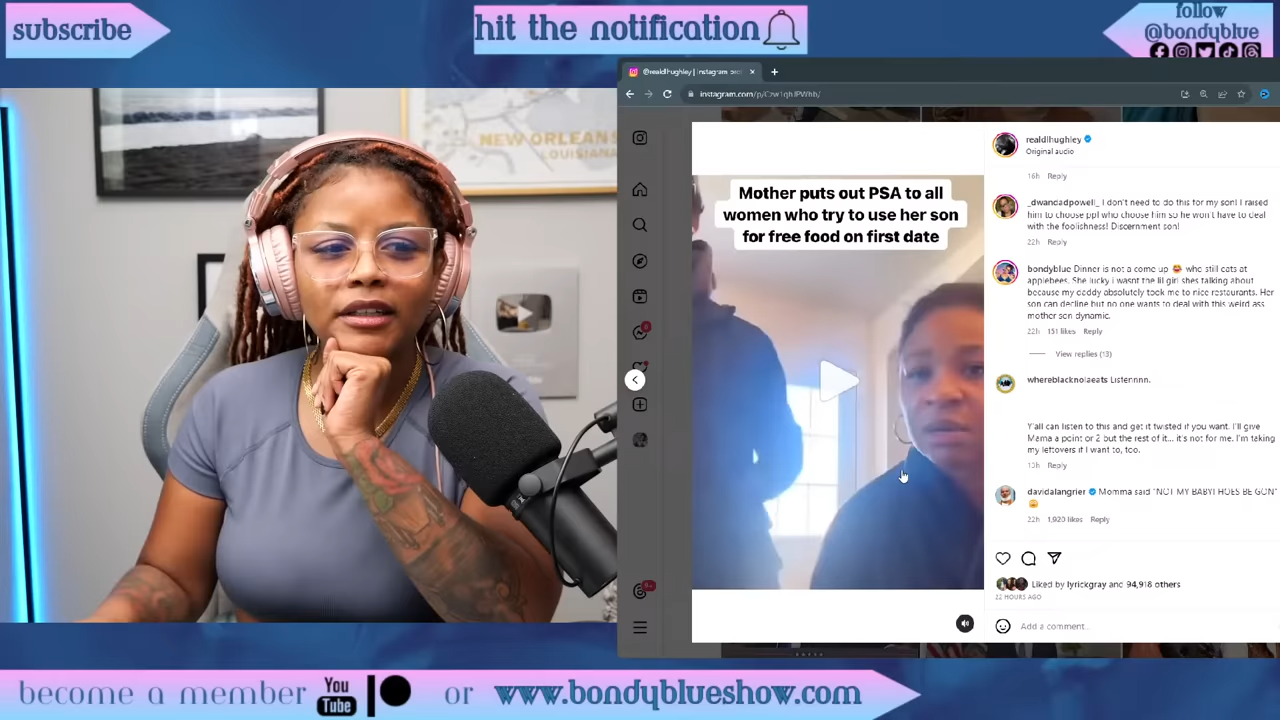 subscribe
hit the notification
follow
@bondyblue
NEW ORLEANS
LOUISIANA
@realdlhughley | Instagram
realdlhughley
Original audio
16h Reply
_dwandadpowell_ I don't need to do this for my son! I raised
him to choose ppl who choose him so he won't have to deal
with the foolishness! Discernment son!
22h Reply
bondyblue Dinner is not a come up who still eats at
applebees. She lucky I wasnt the lil girl shes talking about
because my daddy absolutely took me to nice restaurants. Her
son can decline but no one wants to deal with this weird ass
mother son dynamic.
22h 151 likes Reply
View replies (13)
whereblacknolaeats Listennnn.
Y'all can listen to this and get it twisted if you want. I'll give
Mama a point or 2 but the rest of it... it's not for me. I'm taking
my leftovers if I want to, too.
13h Reply
davidalangrier Momma said "NOT MY BABY! HOES BE GON"
22h 1,920 likes Reply
Liked by lyrickgray and 94,918 others
22 HOURS AGO
Add a comment...
Mother puts out PSA to all
women who try to use her son
for free food on first date
become a member You
Tube or www.bondyblueshow.com